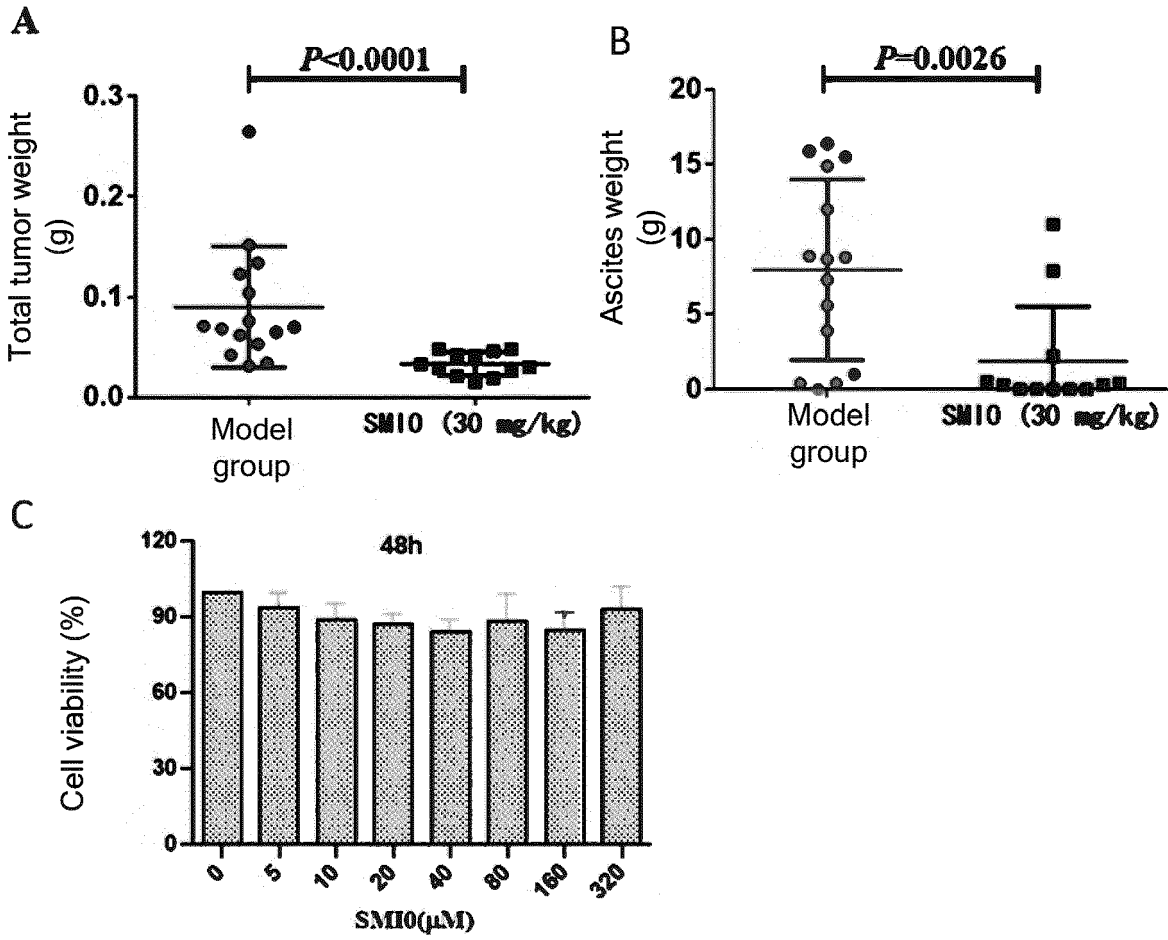 A
P<0.0001
Total tumor weight
(g)
0.3
0.2
0.1
0.0
Model
group
SMI0 (30 mg/kg)
B
P=0.0026
Ascites weight
(g)
20
15
10
5
0
Model
group
SMI0 (30 mg/kg)
C
48h
Cell viability (%)
120
90
60
30
0
0 5 10 20 40 80 160 320
SMI0(μM)